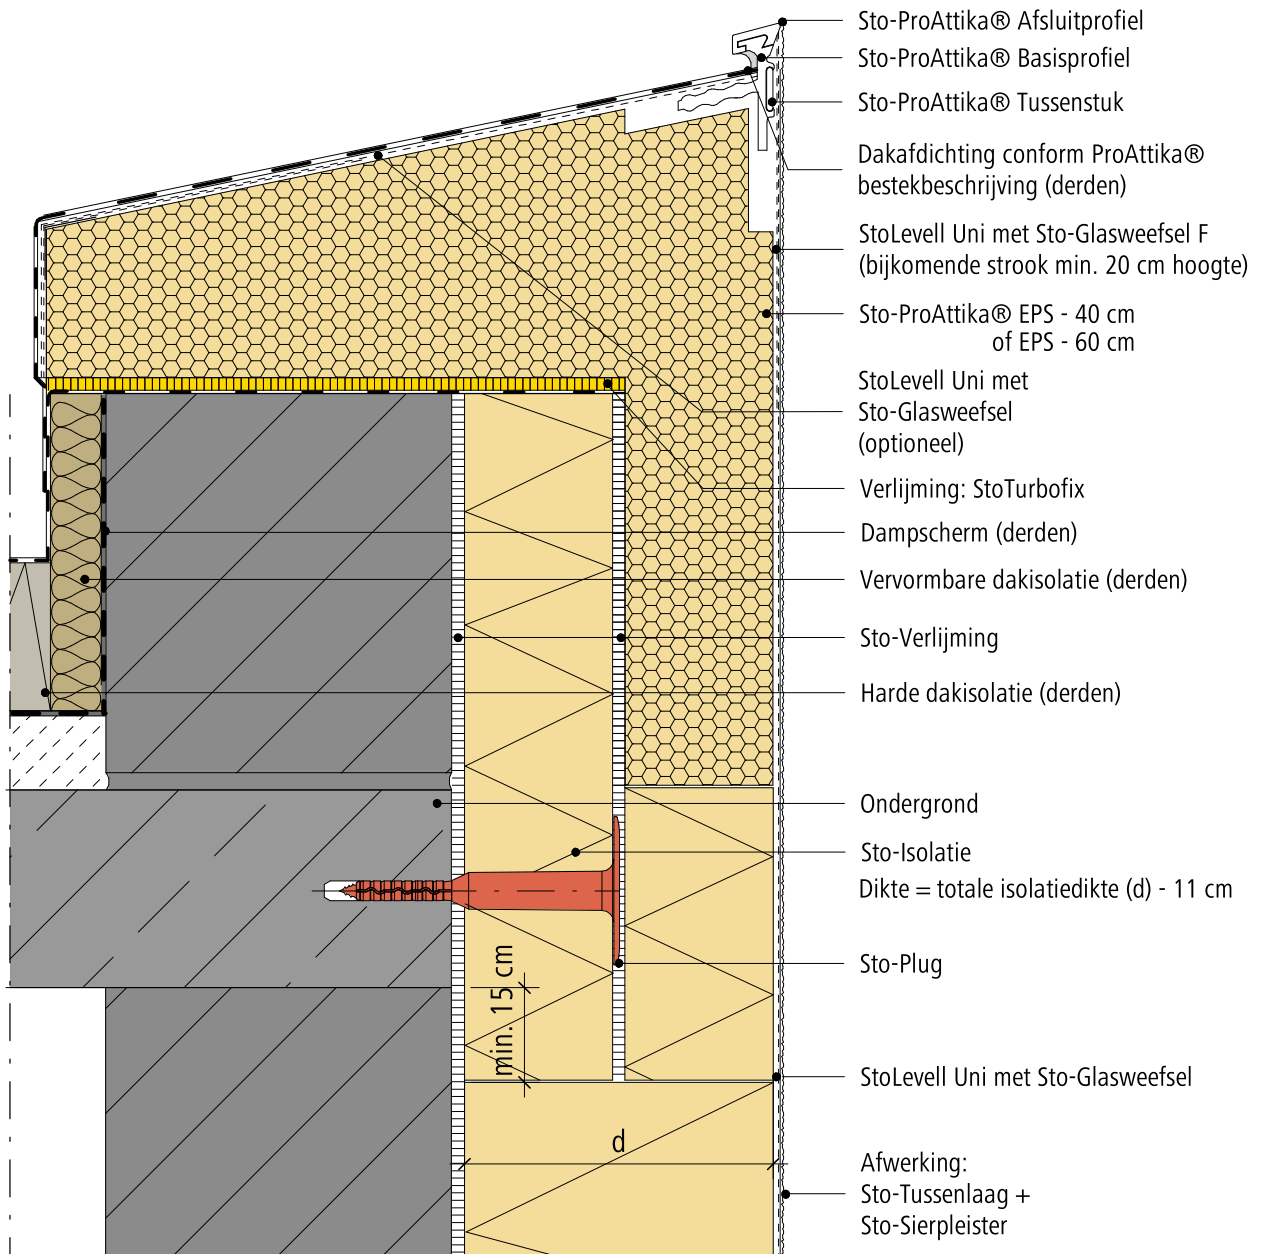 Sto-ProAttika® Afsluitprofiel
Sto-ProAttika® Basisprofiel
Sto-ProAttika® Tussenstuk
Dakafdichting conform ProAttika®
bestekbeschrijving (derden)
StoLevell Uni met Sto-Glasweefsel F
(bijkomende strook min. 20 cm hoogte)
Sto-ProAttika® EPS - 40 cm
of EPS - 60 cm
StoLevell Uni met
Sto-Glasweefsel
(optioneel)
Verlijming: StoTurbofix
Dampscherm (derden)
Vervormbare dakisolatie (derden)
Sto-Verlijming
Harde dakisolatie (derden)
Ondergrond
Sto-Isolatie
Dikte = totale isolatiedikte (d) - 11 cm
Sto-Plug
min. 15 cm
StoLevell Uni met Sto-Glasweefsel
d
Afwerking:
Sto-Tussenlaag +
Sto-Sierpleister